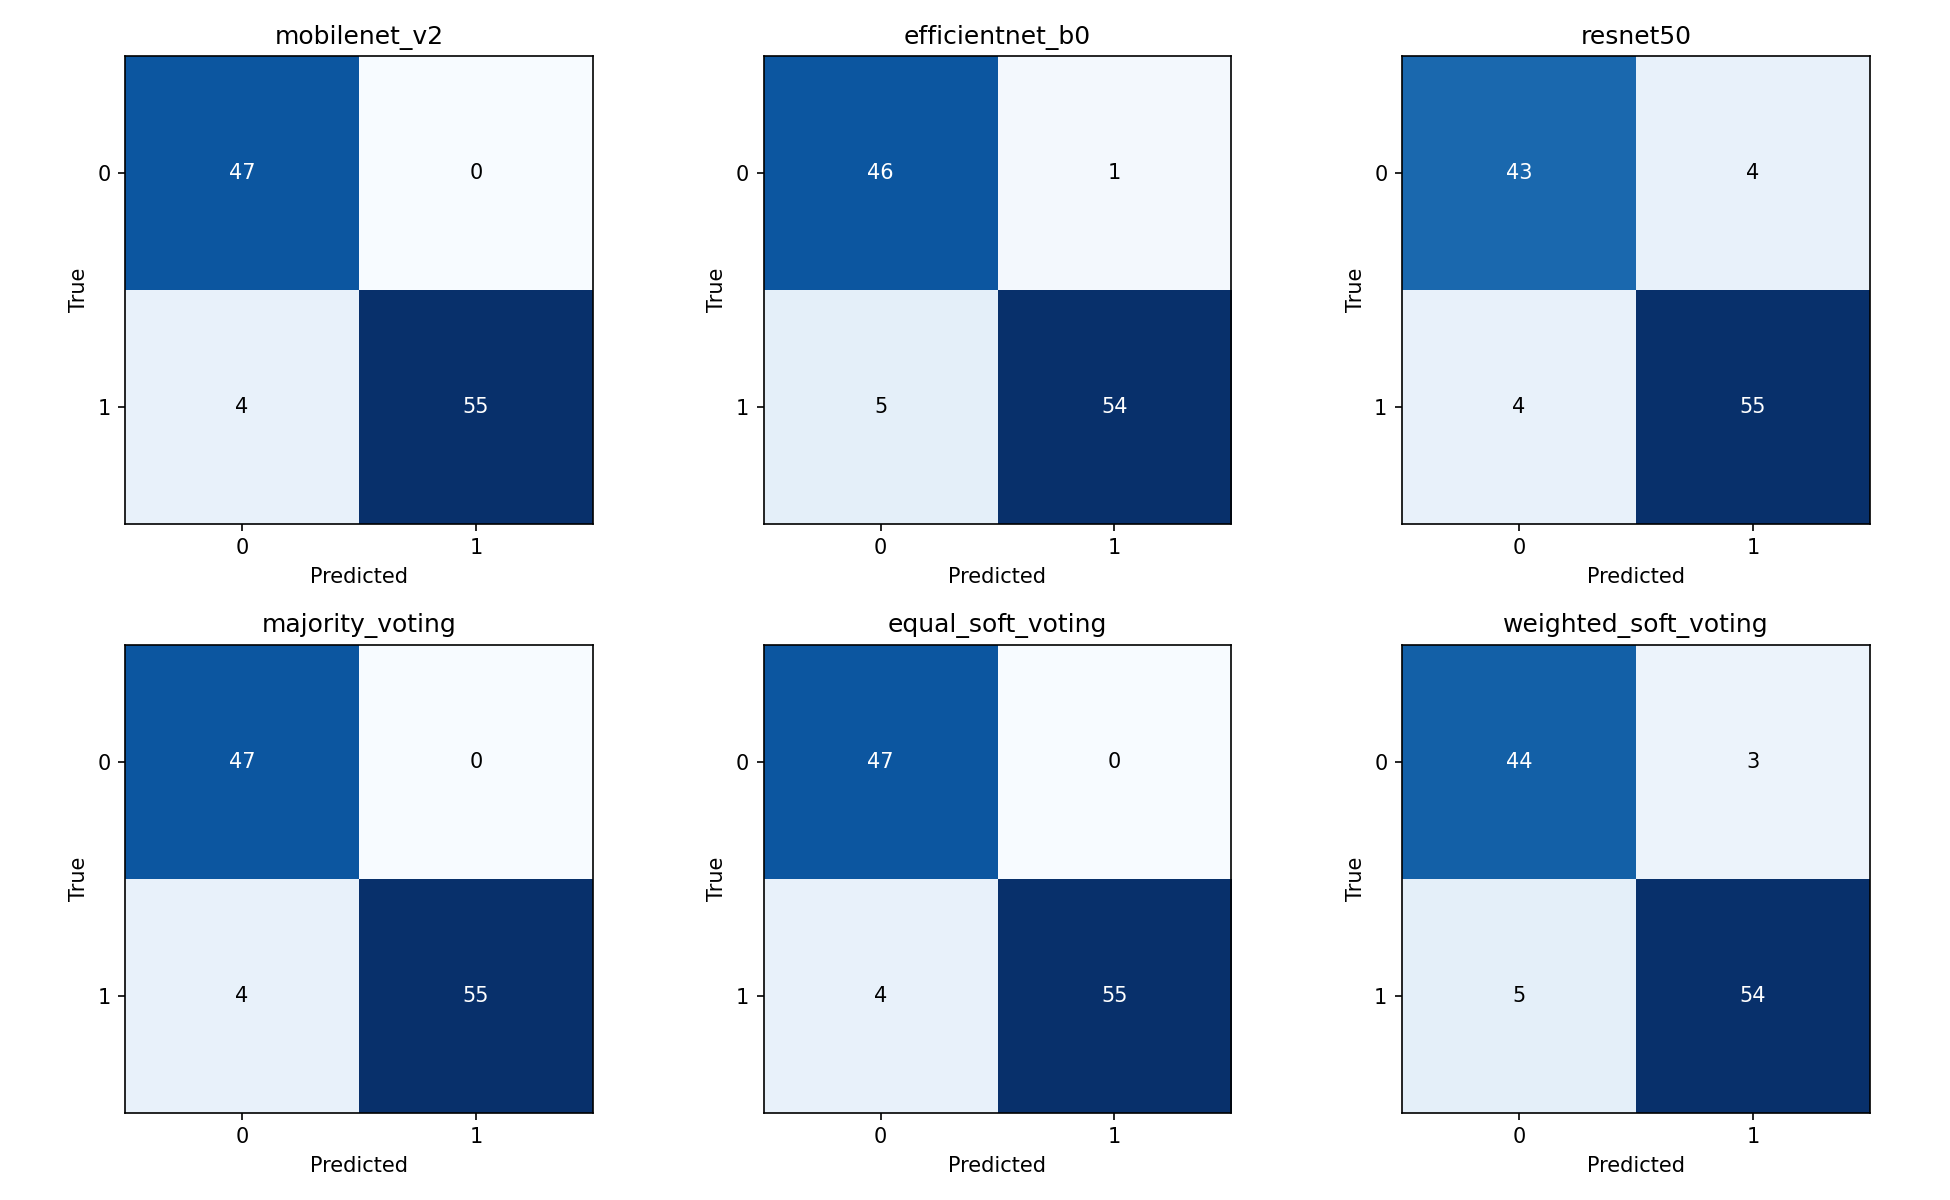 mobilenet_v2
47 0
4 55
0
1
True
0 1
Predicted
efficientnet_b0
46 1
5 54
0
1
True
0 1
Predicted
resnet50
43 4
4 55
0
1
True
0 1
Predicted
majority_voting
47 0
4 55
0
1
True
0 1
Predicted
equal_soft_voting
47 0
4 55
0
1
True
0 1
Predicted
weighted_soft_voting
44 3
5 54
0
1
True
0 1
Predicted